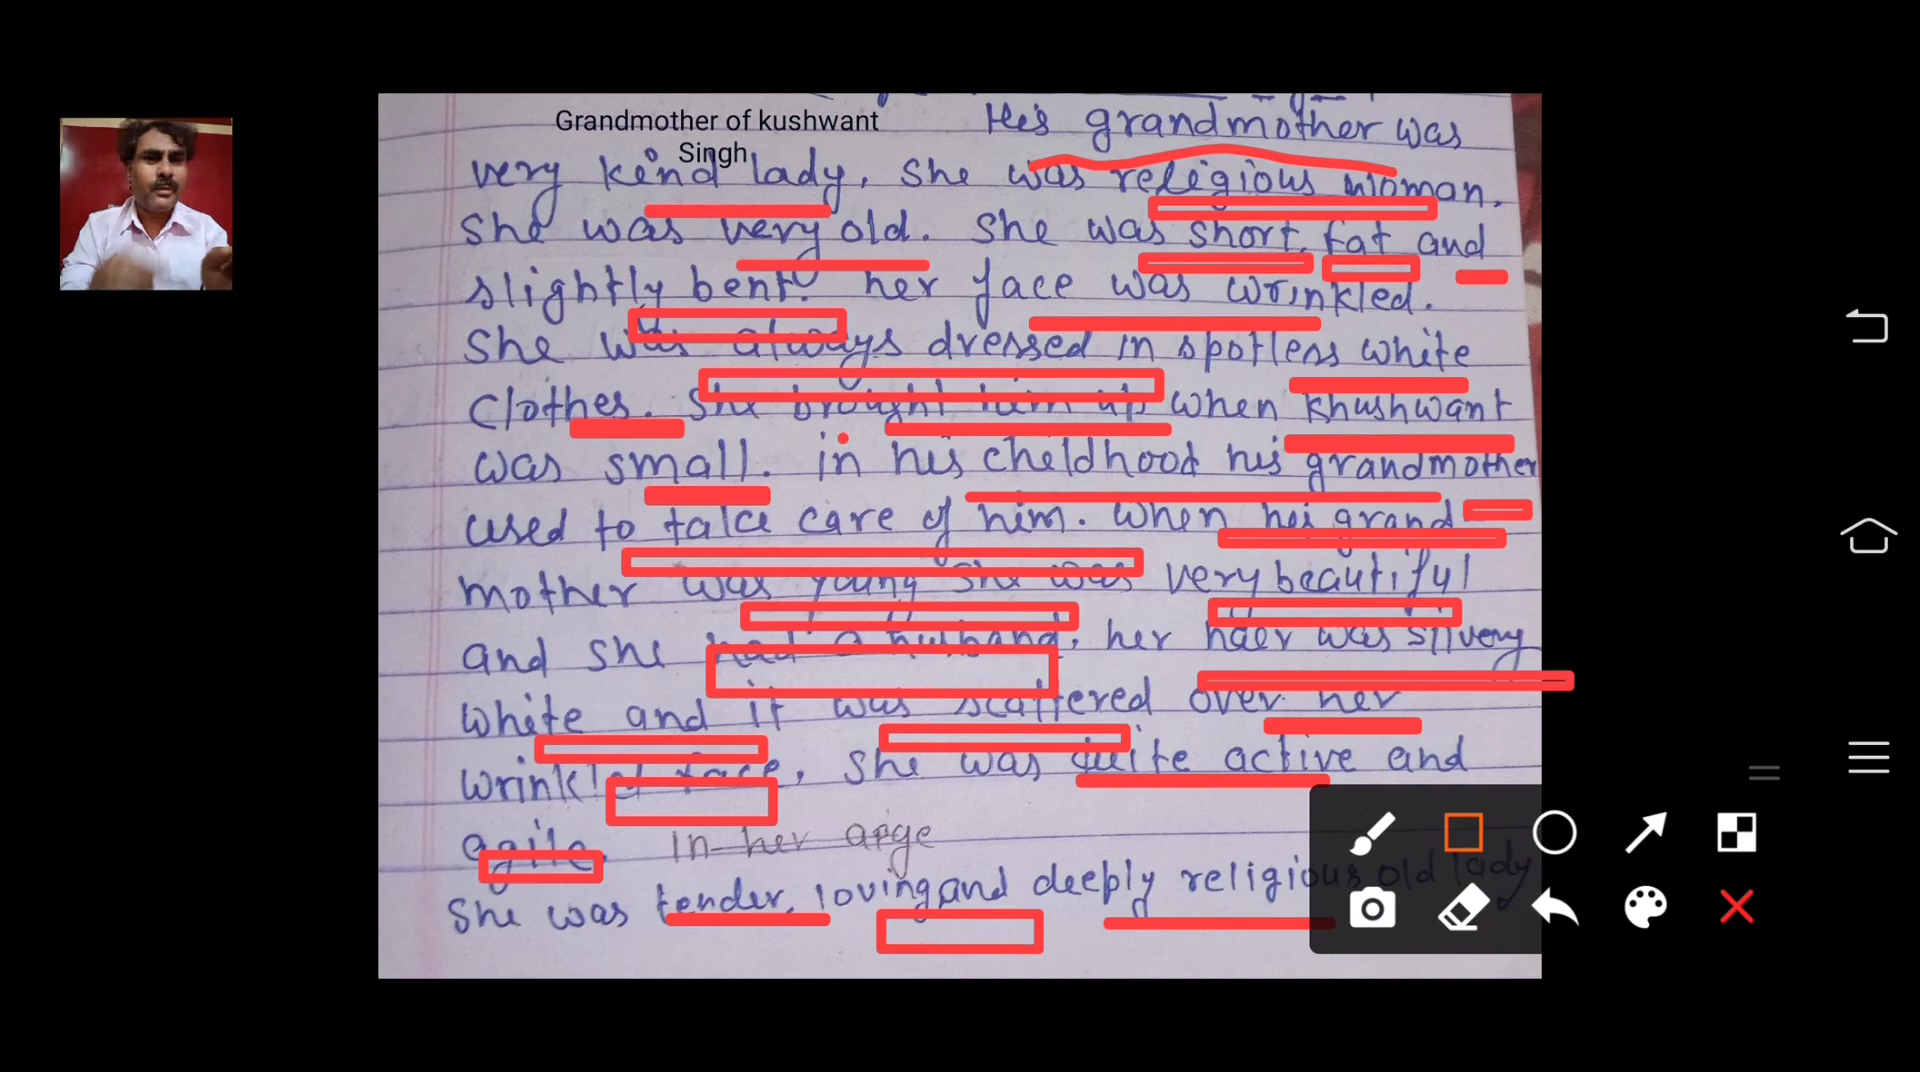 Grandmother of kushwant
Singh
His grandmother was
very kind lady. She was religious woman.
She was very old. She was short, fat and
slightly bent. her face was wrinkled.
She was always dressed in spotless white
clothes. She brought him up when khushwant
was small. in his cheldhood his grandmother
used to take care of him. When his grand
mother was young she was very beautiful
and she had a husband. her haer was silvery
white and it was scattered over her
wrinkled face. She was quite active and
agile. In her arge
She was tender, loving and deeply religious old lady